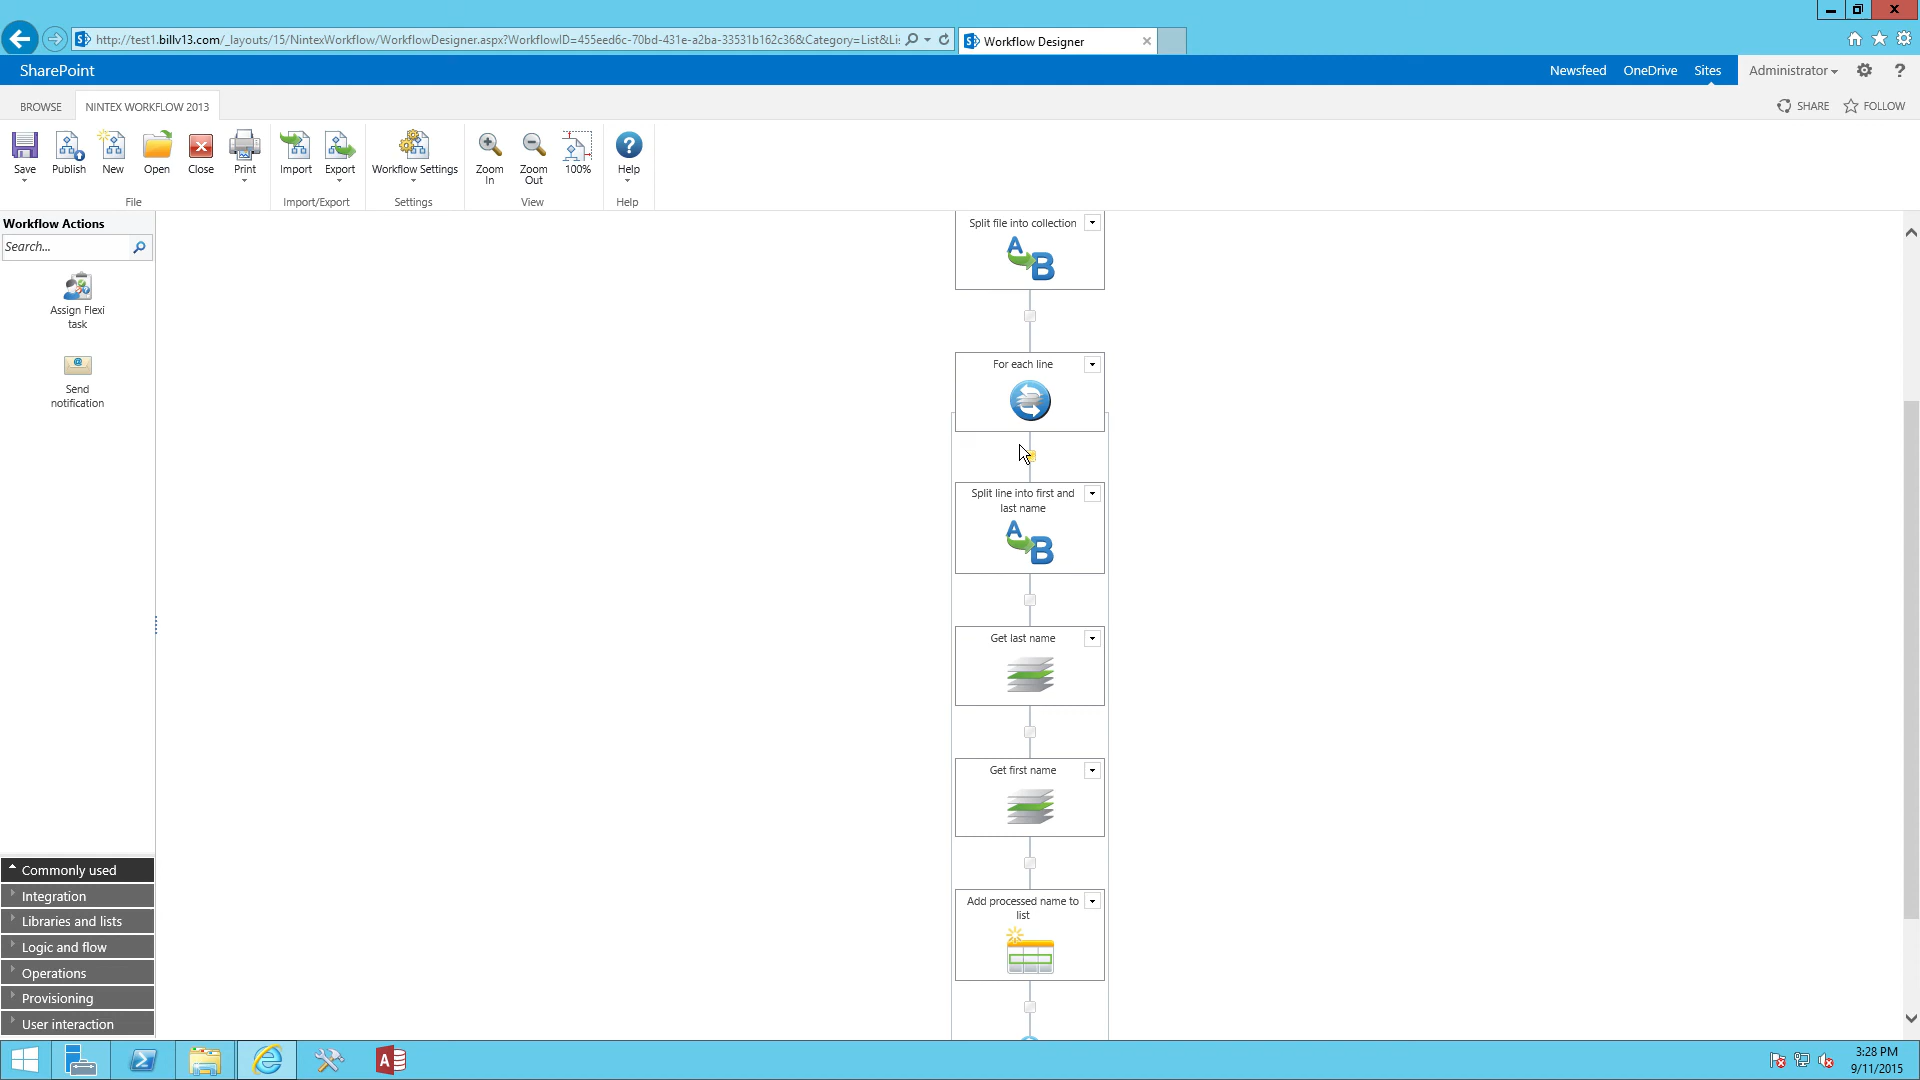 http://test1.billv13.com/_layouts/15/NintexWorkflow/WorkflowDesigner.aspx?WorkflowID=455eed6c-70bd-431e-a2ba-33531b162c36&Category=List&Li:
Workflow Designer
SharePoint
Newsfeed
OneDrive
Sites
Administrator
?
BROWSE
NINTEX WORKFLOW 2013
SHARE
FOLLOW
Save
Publish
New
Open
Close
Print
Import
Export
Workflow Settings
Zoom In
Zoom Out
100%
Help
File
Import/Export
Settings
View
Help
Workflow Actions
Search...
Assign Flexi
task
Send
notification
Commonly used
Integration
Libraries and lists
Logic and flow
Operations
Provisioning
User interaction
Split file into collection
A B
For each line
Split line into first and
last name
A B
Get last name
Get first name
Add processed name to
list
3:28 PM
9/11/2015